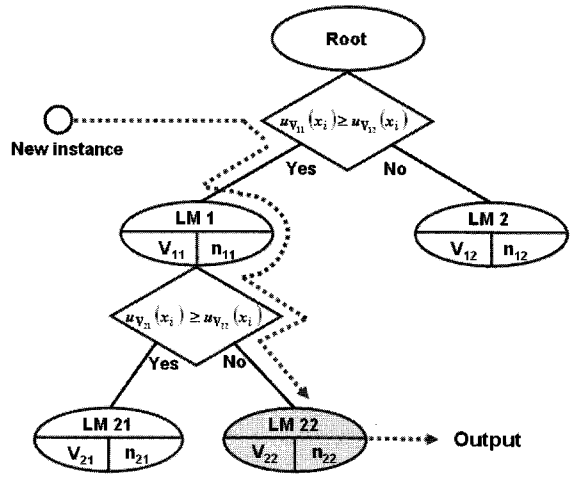 Root
u_{V_{11}}(x_i) ≥ u_{V_{12}}(x_i)
New instance
Yes
No
LM 1
V_{11} n_{11}
LM 2
V_{12} n_{12}
u_{V_{21}}(x_i) ≥ u_{V_{22}}(x_i)
Yes
No
LM 21
V_{21} n_{21}
LM 22
V_{22} n_{22}
Output